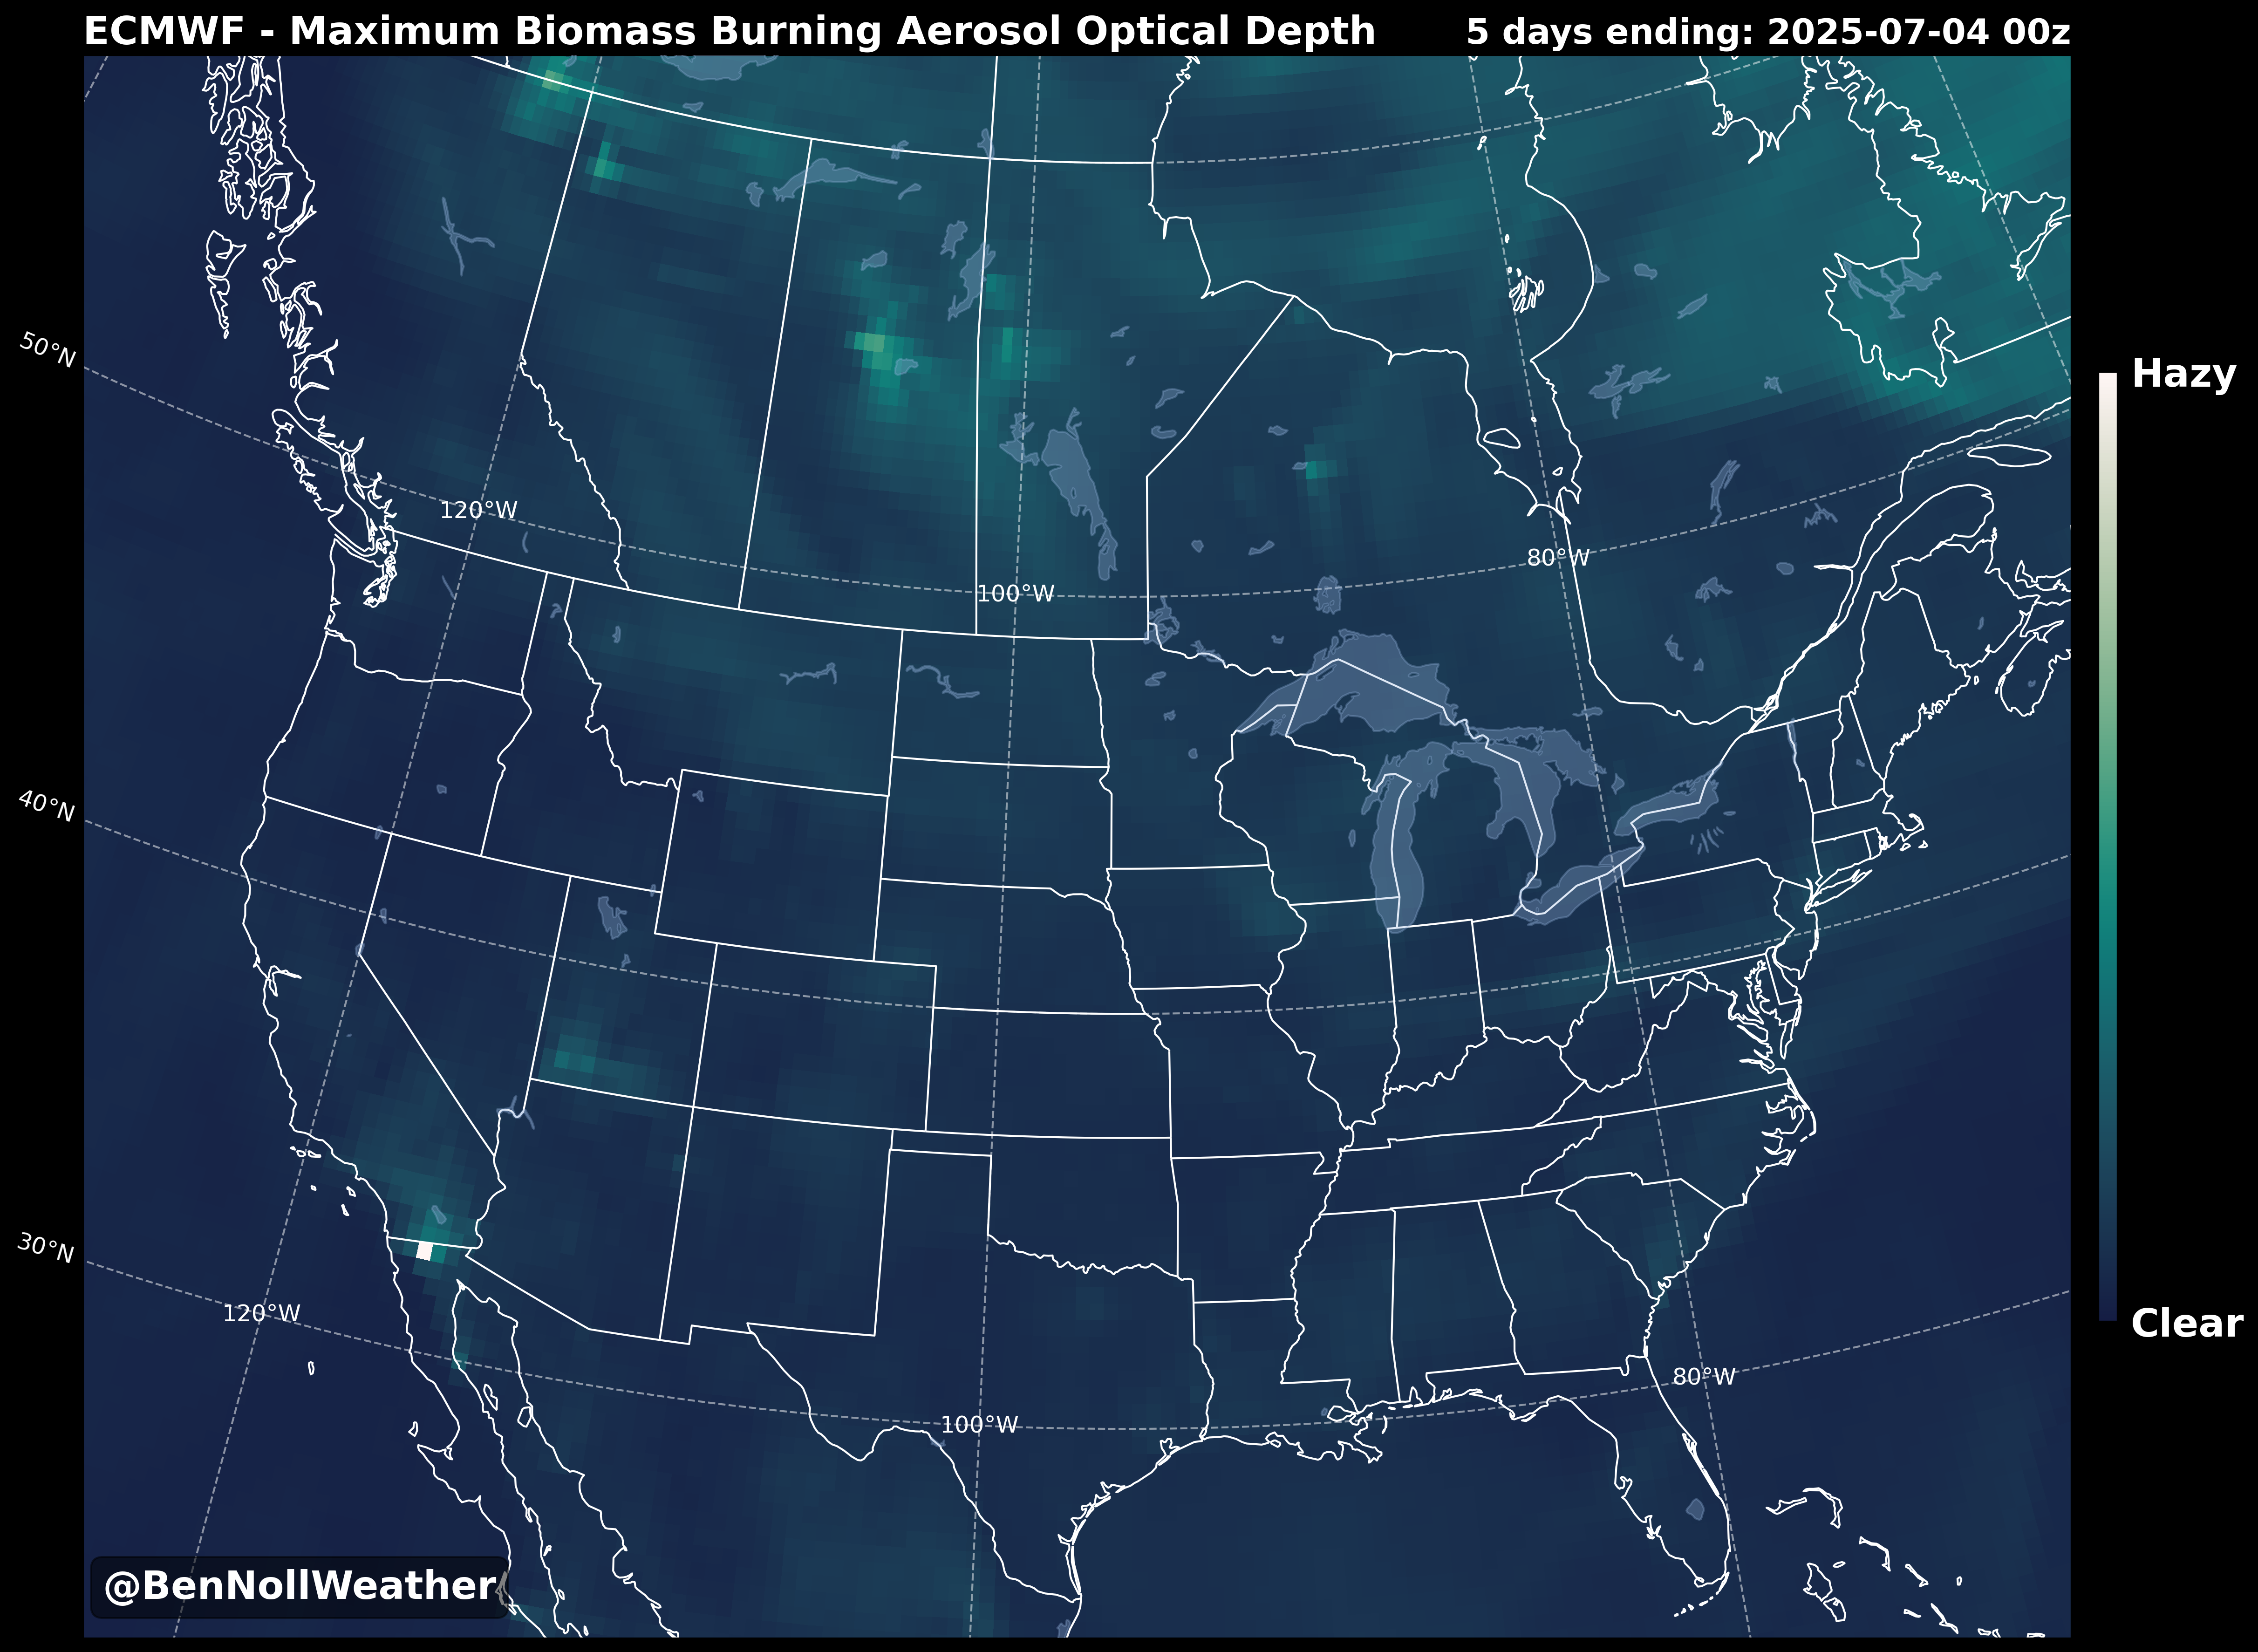 ECMWF - Maximum Biomass Burning Aerosol Optical Depth
5 days ending: 2025-07-04 00z
50°N
Hazy
120°W
80°W
100°W
40°N
30°N
120°W
Clear
80°W
100°W
@BenNollWeather